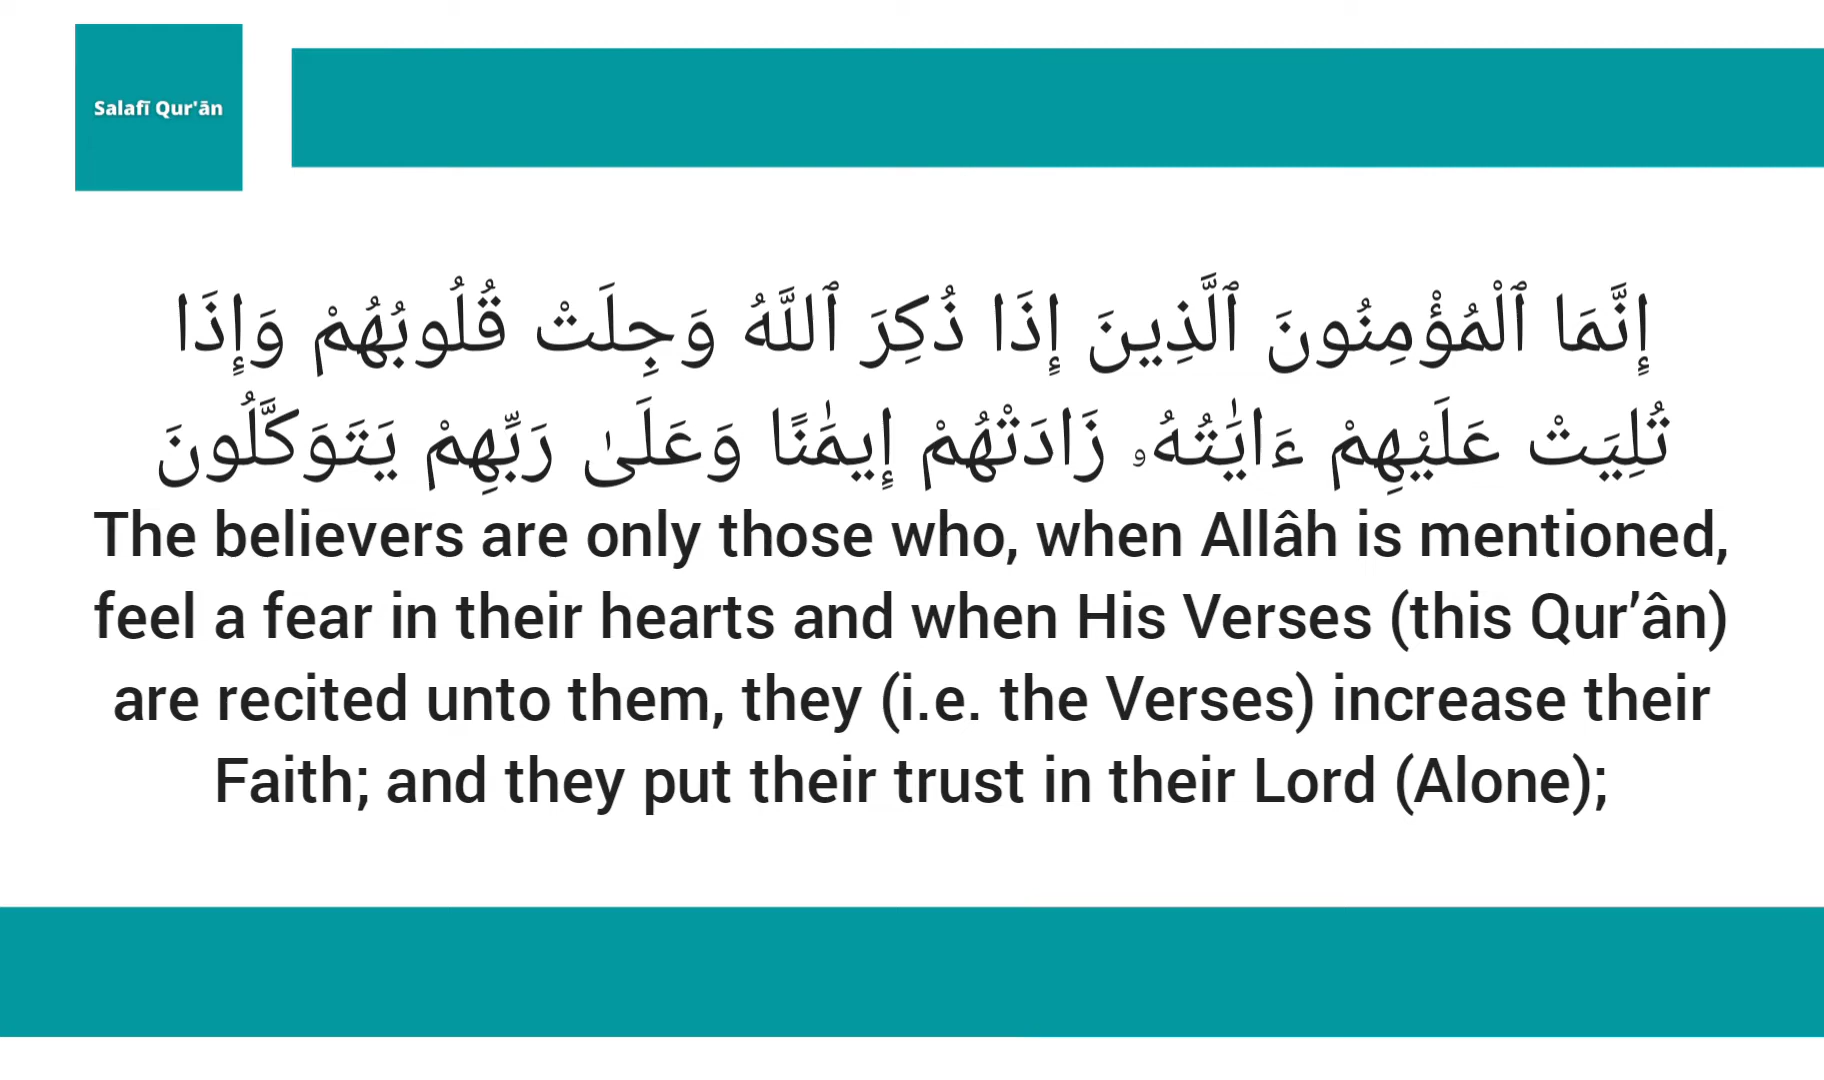 Salafī Qur'ān
إِنَّمَا ٱلْمُؤْمِنُونَ ٱلَّذِينَ إِذَا ذُكِرَ ٱللَّهُ وَجِلَتْ قُلُوبُهُمْ وَإِذَا
تُلِيَتْ عَلَيْهِمْ ءَايَٰتُهُۥ زَادَتْهُمْ إِيمَٰنًا وَعَلَىٰ رَبِّهِمْ يَتَوَكَّلُونَ
The believers are only those who, when Allâh is mentioned,
feel a fear in their hearts and when His Verses (this Qur’ân)
are recited unto them, they (i.e. the Verses) increase their
Faith; and they put their trust in their Lord (Alone);